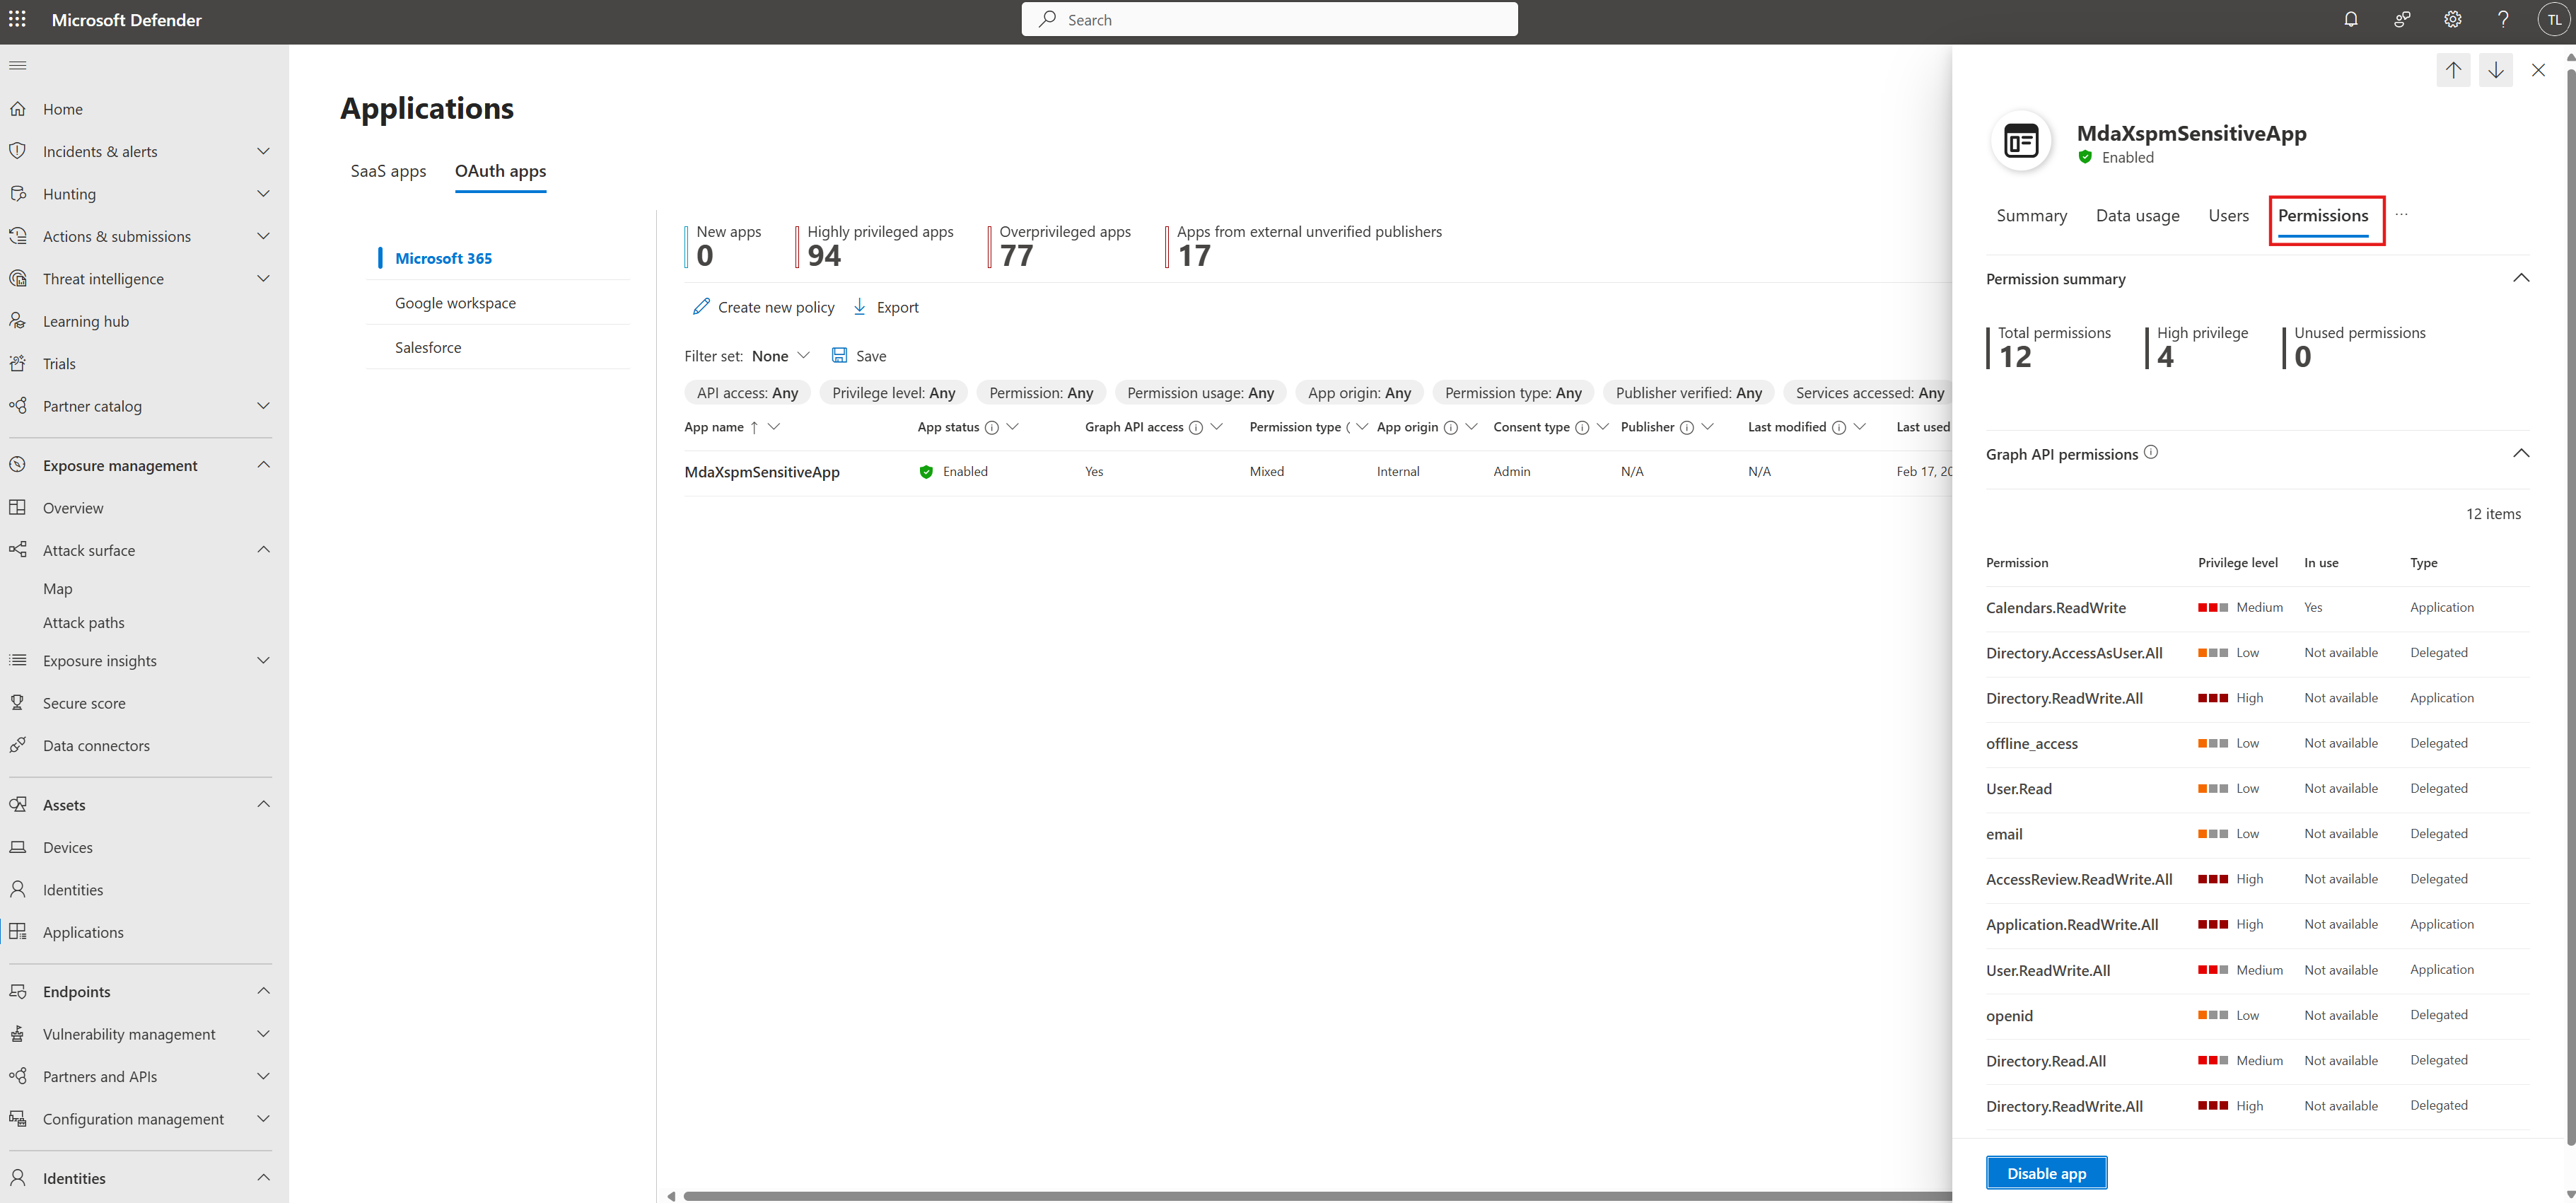 Microsoft Defender
Search
TL
Home
Incidents & alerts
Hunting
Actions & submissions
Threat intelligence
Learning hub
Trials
Partner catalog
Exposure management
Overview
Attack surface
Map
Attack paths
Exposure insights
Secure score
Data connectors
Assets
Devices
Identities
Applications
Endpoints
Vulnerability management
Partners and APIs
Configuration management
Identities
Applications
SaaS apps OAuth apps
Microsoft 365
Google workspace
Salesforce
New apps Highly privileged apps Overprivileged apps Apps from external unverified publishers
0 94 77 17
Create new policy Export
Filter set: None Save
API access: Any Privilege level: Any Permission: Any Permission usage: Any App origin: Any Permission type: Any Publisher verified: Any Services accessed: Any
App name App status Graph API access Permission type App origin Consent type Publisher Last modified Last used
MdaXspmSensitiveApp Enabled Yes Mixed Internal Admin N/A N/A Feb 17, 20
MdaXspmSensitiveApp
Enabled
Summary Data usage Users Permissions ...
Permission summary
Total permissions High privilege Unused permissions
12 4 0
Graph API permissions
12 items
Permission Privilege level In use Type
Calendars.ReadWrite Medium Yes Application
Directory.AccessAsUser.All Low Not available Delegated
Directory.ReadWrite.All High Not available Application
offline_access Low Not available Delegated
User.Read Low Not available Delegated
email Low Not available Delegated
AccessReview.ReadWrite.All High Not available Delegated
Application.ReadWrite.All High Not available Application
User.ReadWrite.All Medium Not available Application
openid Low Not available Delegated
Directory.Read.All Medium Not available Delegated
Directory.ReadWrite.All High Not available Delegated
Disable app